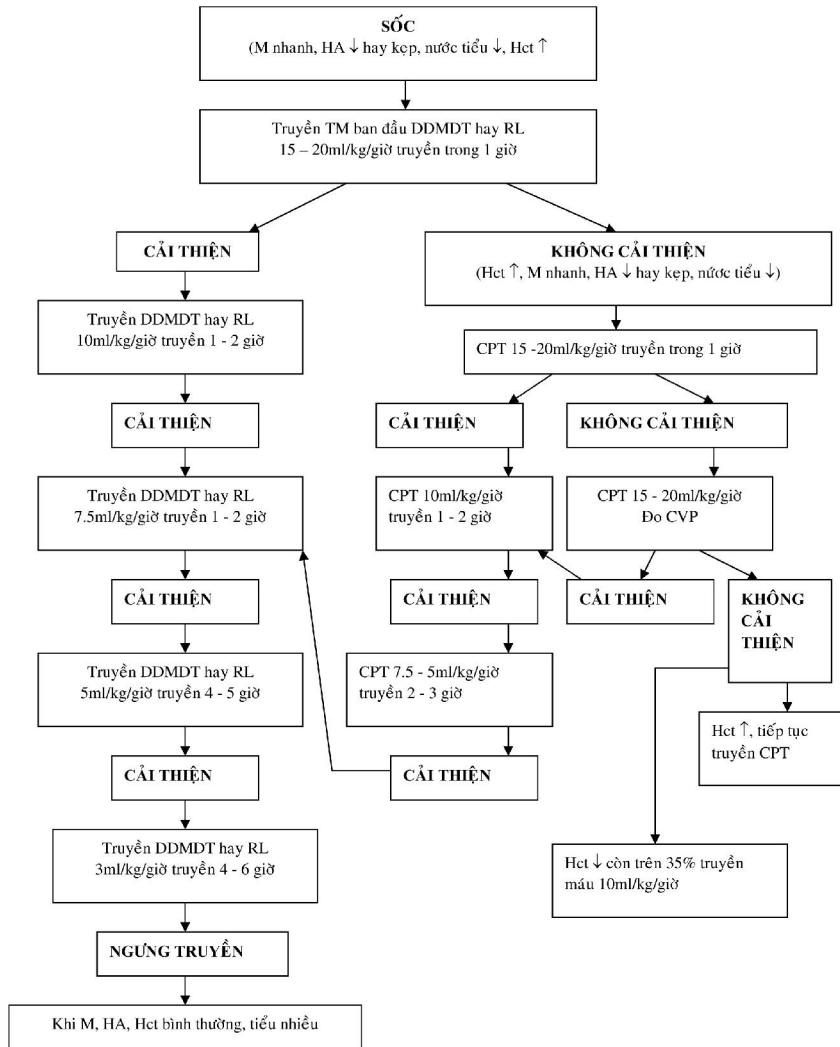 SỐC
(M nhanh, HA ↓ hay kẹp, nước tiểu ↓, Hct ↑
Truyền TM ban đầu DDMDT hay RL
15 – 20ml/kg/giờ truyền trong 1 giờ
CẢI THIỆN
KHÔNG CẢI THIỆN
(Hct ↑, M nhanh, HA ↓ hay kẹp, nước tiểu ↓)
Truyền DDMDT hay RL
10ml/kg/giờ truyền 1 - 2 giờ
CPT 15 -20ml/kg/giờ truyền trong 1 giờ
CẢI THIỆN
CẢI THIỆN
KHÔNG CẢI THIỆN
Truyền DDMDT hay RL
7.5ml/kg/giờ truyền 1 - 2 giờ
CPT 10ml/kg/giờ
truyền 1 - 2 giờ
CPT 15 - 20ml/kg/giờ
Đo CVP
CẢI THIỆN
CẢI THIỆN
CẢI THIỆN
KHÔNG
CẢI
THIỆN
Truyền DDMDT hay RL
5ml/kg/giờ truyền 4 - 5 giờ
CPT 7.5 - 5ml/kg/giờ
truyền 2 - 3 giờ
Hct ↑, tiếp tục
truyền CPT
CẢI THIỆN
CẢI THIỆN
Truyền DDMDT hay RL
3ml/kg/giờ truyền 4 - 6 giờ
Hct ↓ còn trên 35% truyền
máu 10ml/kg/giờ
NGƯNG TRUYỀN
Khi M, HA, Hct bình thường, tiểu nhiều